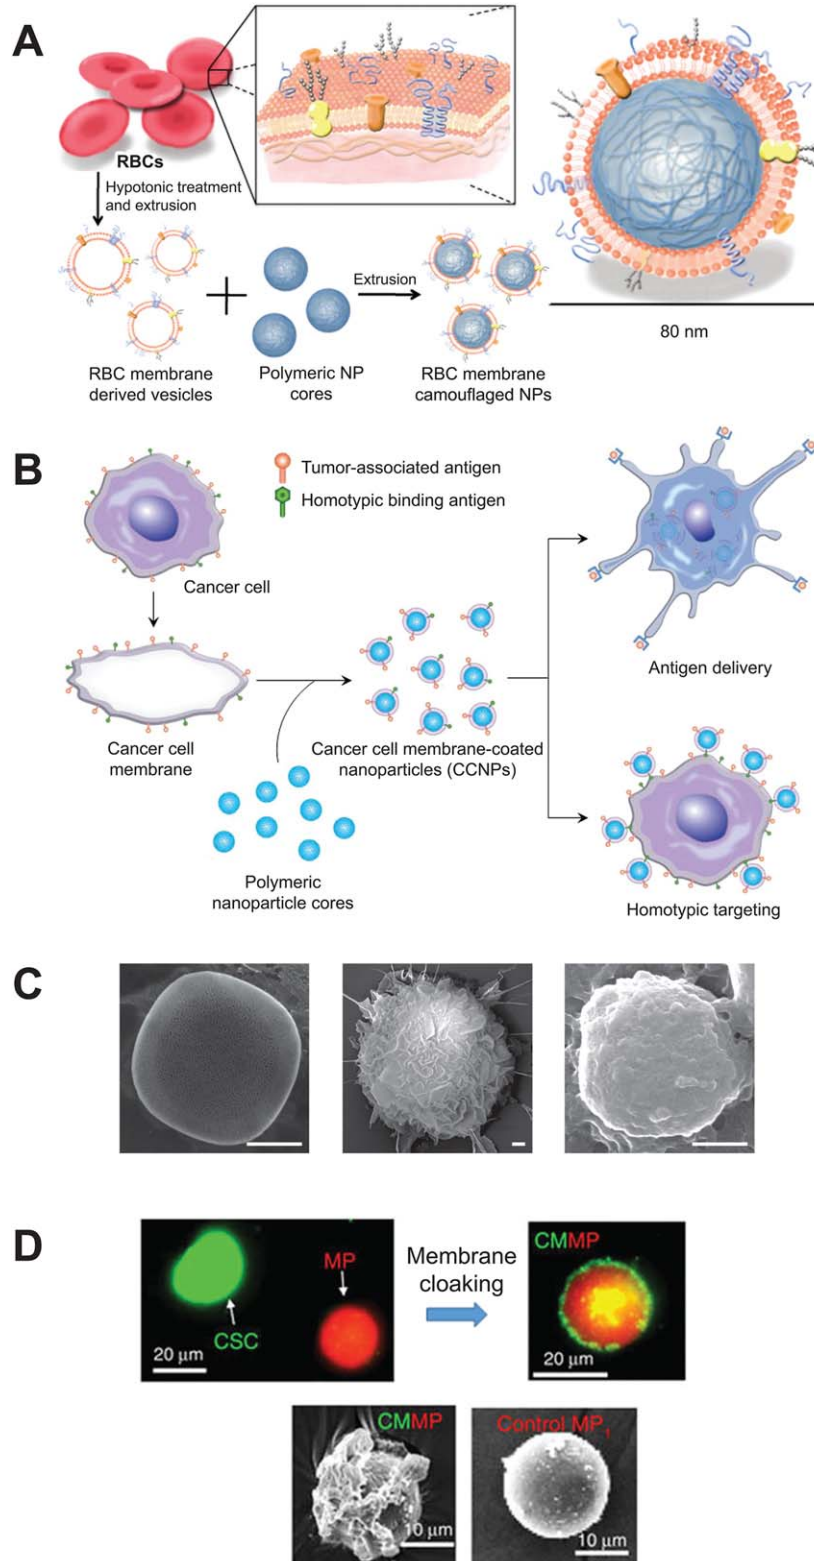 A
RBCs
Hypotonic treatment
and extrusion
Extrusion
80 nm
RBC membrane
derived vesicles
Polymeric NP
cores
RBC membrane
camouflaged NPs
B
Tumor-associated antigen
Homotypic binding antigen
Cancer cell
Antigen delivery
Cancer cell
membrane
Cancer cell membrane-coated
nanoparticles (CCNPs)
Polymeric
nanoparticle cores
Homotypic targeting
C
D
MP
CSC
20 μm
Membrane
cloaking
CMMP
20 μm
CMMP
10 μm
Control MP1
10 μm